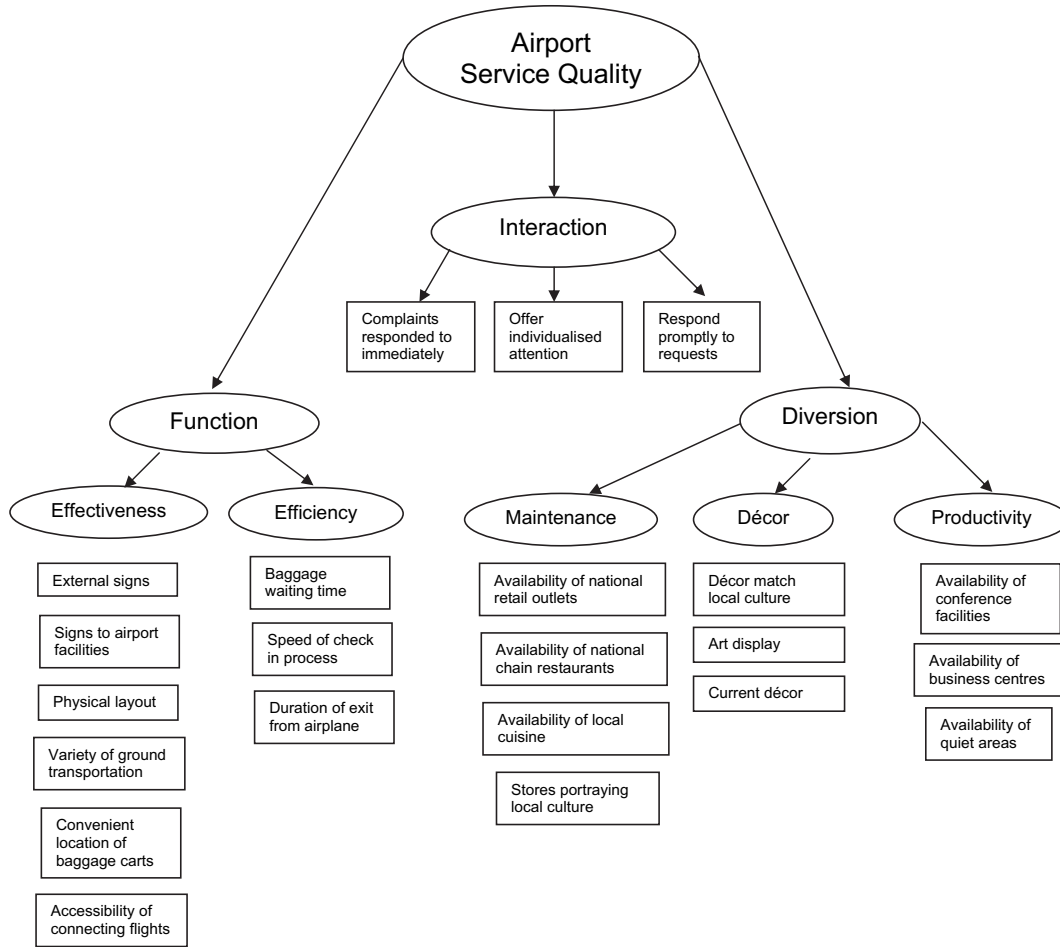 Airport
Service Quality
Interaction
Complaints
responded to
immediately
Offer
individualised
attention
Respond
promptly to
requests
Function
Diversion
Effectiveness
Efficiency
Maintenance
Décor
Productivity
External signs
Signs to airport
facilities
Physical layout
Variety of ground
transportation
Convenient
location of
baggage carts
Accessibility of
connecting flights
Baggage
waiting time
Speed of check
in process
Duration of exit
from airplane
Availability of national
retail outlets
Availability of national
chain restaurants
Availability of local
cuisine
Stores portraying
local culture
Décor match
local culture
Art display
Current décor
Availability of
conference
facilities
Availability of
business centres
Availability of
quiet areas